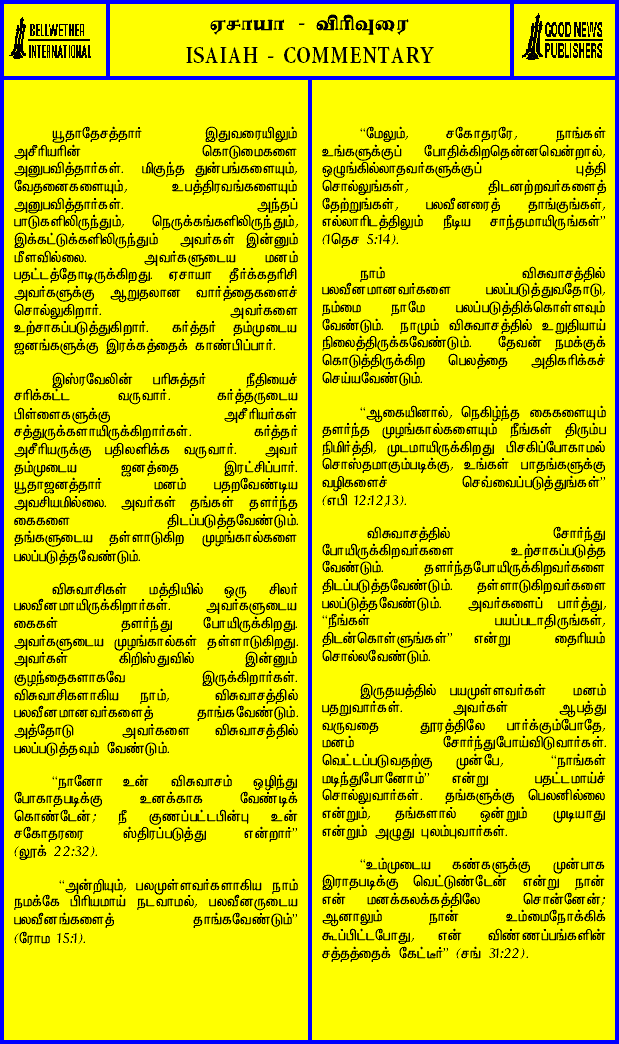 BELLWETHER
INTERNATIONAL
ஏசாயா - விரிவுரை
ISAIAH - COMMENTARY
GOOD NEWS
PUBLISHERS
யூதாதேசத்தார் இதுவரையிலும்
அசீரியரின் கொடுமைகளை
அனுபவித்தார்கள். மிகுந்த துன்பங்களையும்,
வேதனைகளையும், உபத்திரவங்களையும்
அனுபவித்தார்கள். அந்தப்
பாடுகளிலிருந்தும், நெருக்கங்களிலிருந்தும்,
இக்கட்டுக்களிலிருந்தும் அவர்கள் இன்னும்
மீளவில்லை. அவர்களுடைய மனம்
பதட்டத்தோடிருக்கிறது. ஏசாயா தீர்க்கதரிசி
அவர்களுக்கு ஆறுதலான வார்த்தைகளைச்
சொல்லுகிறார். அவர்களை
உற்சாகப்படுத்துகிறார். கர்த்தர் தம்முடைய
ஜனங்களுக்கு இரக்கத்தைக் காண்பிப்பார்.
இஸ்ரவேலின் பரிசுத்தர் நீதியைச்
சரிக்கட்ட வருவார். கர்த்தருடைய
பிள்ளைகளுக்கு அசீரியர்கள்
சத்துருக்களாயிருக்கிறார்கள். கர்த்தர்
அசீரியருக்கு பதிலளிக்க வருவார். அவர்
தம்முடைய ஜனத்தை இரட்சிப்பார்.
யூதாஜனத்தார் மனம் பதறவேண்டிய
அவசியமில்லை. அவர்கள் தங்கள் தளர்ந்த
கைகளை திடப்படுத்தவேண்டும்.
தங்களுடைய தள்ளாடுகிற முழங்கால்களை
பலப்படுத்தவேண்டும்.
விசுவாசிகள் மத்தியில் ஒரு சிலர்
பலவீனமாயிருக்கிறார்கள். அவர்களுடைய
கைகள் தளர்ந்து போயிருக்கிறது.
அவர்களுடைய முழங்கால்கள் தள்ளாடுகிறது.
அவர்கள் கிறிஸ்துவில் இன்னும்
குழந்தைகளாகவே இருக்கிறார்கள்.
விசுவாசிகளாகிய நாம், விசுவாசத்தில்
பலவீனமானவர்களைத் தாங்கவேண்டும்.
அத்தோடு அவர்களை விசுவாசத்தில்
பலப்படுத்தவும் வேண்டும்.
“நானோ உன் விசுவாசம் ஒழிந்து
போகாதபடிக்கு உனக்காக வேண்டிக்
கொண்டேன்; நீ குணப்பட்டபின்பு உன்
சகோதரரை ஸ்திரப்படுத்து என்றார்”
(லூக் 22:32).
“அன்றியும், பலமுள்ளவர்களாகிய நாம்
நமக்கே பிரியமாய் நடவாமல், பலவீனருடைய
பலவீனங்களைத் தாங்கவேண்டும்”
(ரோம 15:1).
“மேலும், சகோதரரே, நாங்கள்
உங்களுக்குப் போதிக்கிறதென்னவென்றால்,
ஒழுங்கில்லாதவர்களுக்குப் புத்தி
சொல்லுங்கள், திடனற்றவர்களைத்
தேற்றுங்கள், பலவீனரைத் தாங்குங்கள்,
எல்லாரிடத்திலும் நீடிய சாந்தமாயிருங்கள்”
(1தெச 5:14).
நாம் விசுவாசத்தில்
பலவீனமானவர்களை பலப்படுத்துவதோடு,
நம்மை நாமே பலப்படுத்திக்கொள்ளவும்
வேண்டும். நாமும் விசுவாசத்தில் உறுதியாய்
நிலைத்திருக்கவேண்டும். தேவன் நமக்குக்
கொடுத்திருக்கிற பெலத்தை அதிகரிக்கச்
செய்யவேண்டும்.
“ஆகையினால், நெகிழ்ந்த கைகளையும்
தளர்ந்த முழங்கால்களையும் நீங்கள் திரும்ப
நிமிர்த்தி, முடமாயிருக்கிறது பிசகிப்போகாமல்
சொஸ்தமாகும்படிக்கு, உங்கள் பாதங்களுக்கு
வழிகளைச் செவ்வைப்படுத்துங்கள்”
(எபி 12:12,13).
விசுவாசத்தில் சோர்ந்து
போயிருக்கிறவர்களை உற்சாகப்படுத்த
வேண்டும். தளர்ந்தபோயிருக்கிறவர்களை
திடப்படுத்தவேண்டும். தள்ளாடுகிறவர்களை
பலப்படுத்தவேண்டும். அவர்களைப் பார்த்து,
“நீங்கள் பயப்படாதிருங்கள்,
திடன்கொள்ளுங்கள்” என்று தைரியம்
சொல்லவேண்டும்.
இருதயத்தில் பயமுள்ளவர்கள் மனம்
பதறுவார்கள். அவர்கள் ஆபத்து
வருவதை தூரத்திலே பார்க்கும்போதே,
மனம் சோர்ந்துபோய்விடுவார்கள்.
வெட்டப்படுவதற்கு முன்பே, “நாங்கள்
மடிந்துபோனோம்” என்று பதட்டமாய்ச்
சொல்லுவார்கள். தங்களுக்கு பெலனில்லை
என்றும், தங்களால் ஒன்றும் முடியாது
என்றும் அழுது புலம்புவார்கள்.
“உம்முடைய கண்களுக்கு முன்பாக
இராதபடிக்கு வெட்டுண்டேன் என்று நான்
என் மனக்கலக்கத்திலே சொன்னேன்;
ஆனாலும் நான் உம்மைநோக்கிக்
கூப்பிட்டபோது, என் விண்ணப்பங்களின்
சத்தத்தைக் கேட்டீர்” (சங் 31:22).